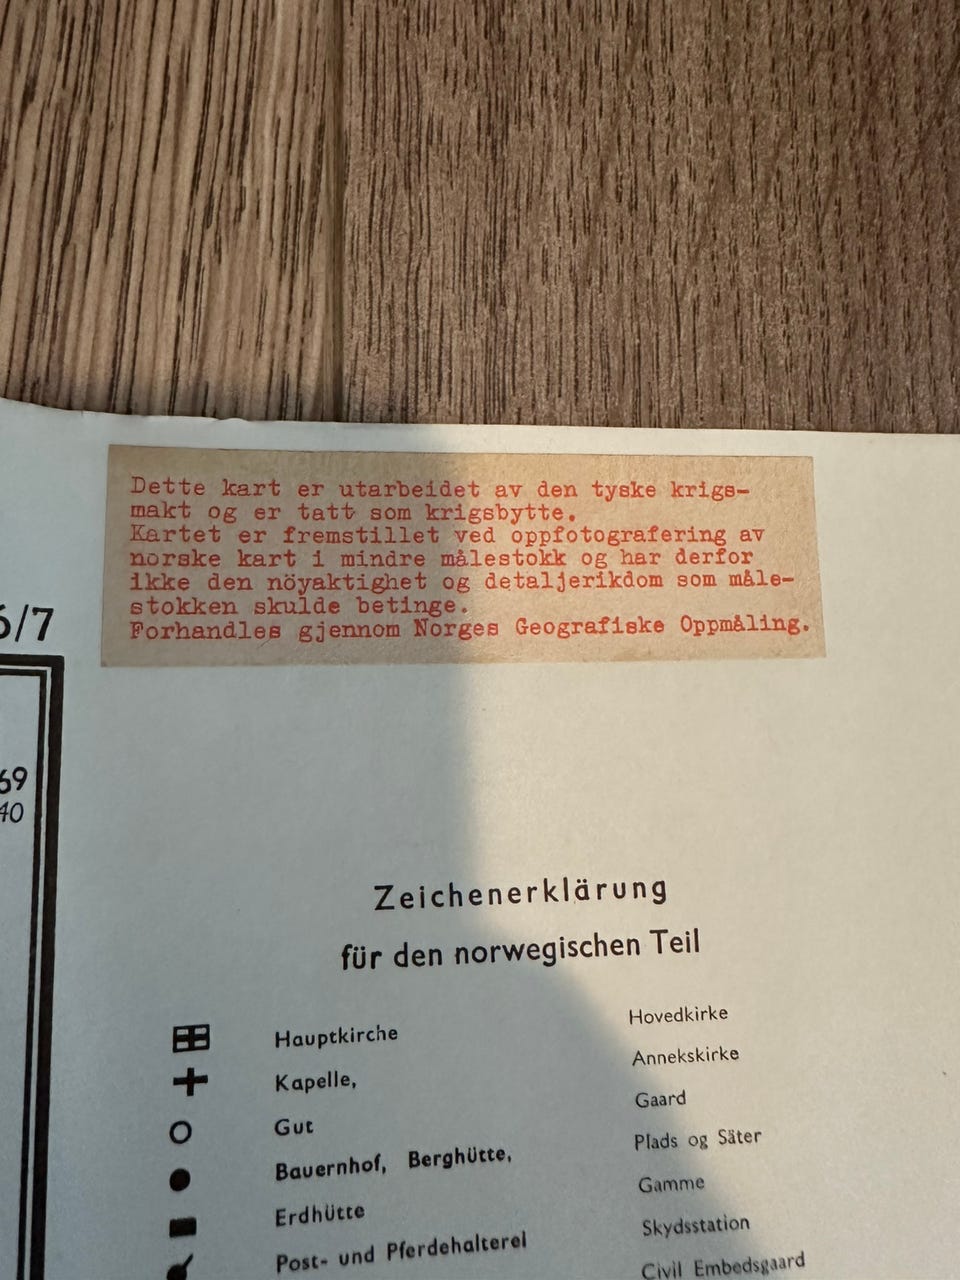 Dette kart er utarbeidet av den tyske krigs-
makt og er tatt som krigsbytte.
Kartet er fremstillet ved oppfotografering av
norske kart i mindre målestokk og har derfor
ikke den nöyaktighet og detaljerikdom som måle-
stokken skulde betinge.
Forhandles gjennom Norges Geografiske Oppmåling.
6/7
69
40
Zeichenerklärung
für den norwegischen Teil
Hauptkirche Hovedkirke
Kapelle, Annekskirke
Gut Gaard
Bauernhof, Berghütte, Plads og Säter
Erdhütte Gamme
Post- und Pferdehalterei Skydsstation
Civil Embedsgaard